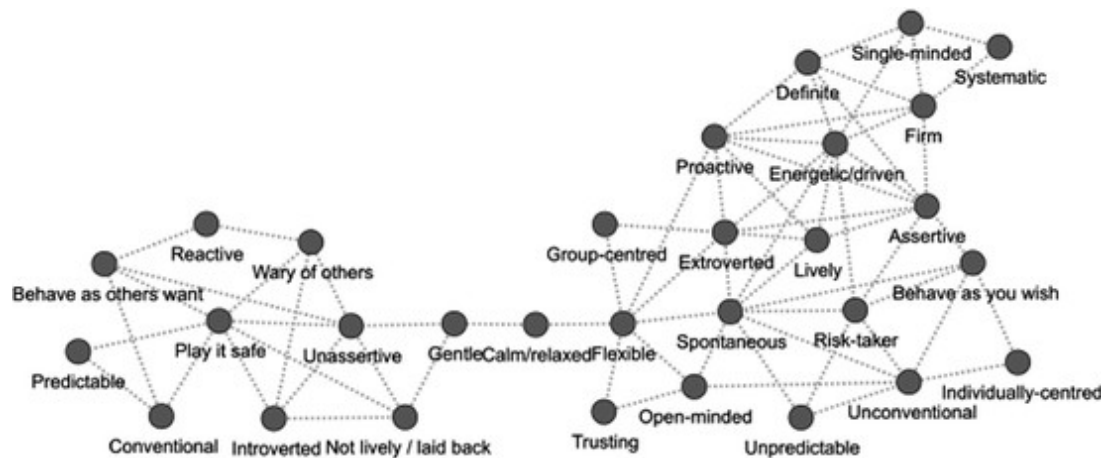 Single-minded
Systematic
Definite
Firm
Proactive
Energetic/driven
Reactive
Wary of others
Group-centred
Extroverted
Lively
Assertive
Behave as others want
Behave as you wish
Play it safe
Unassertive
Gentle
Calm/relaxed
Flexible
Spontaneous
Risk-taker
Predictable
Individually-centred
Conventional
Introverted
Not lively / laid back
Trusting
Open-minded
Unpredictable
Unconventional